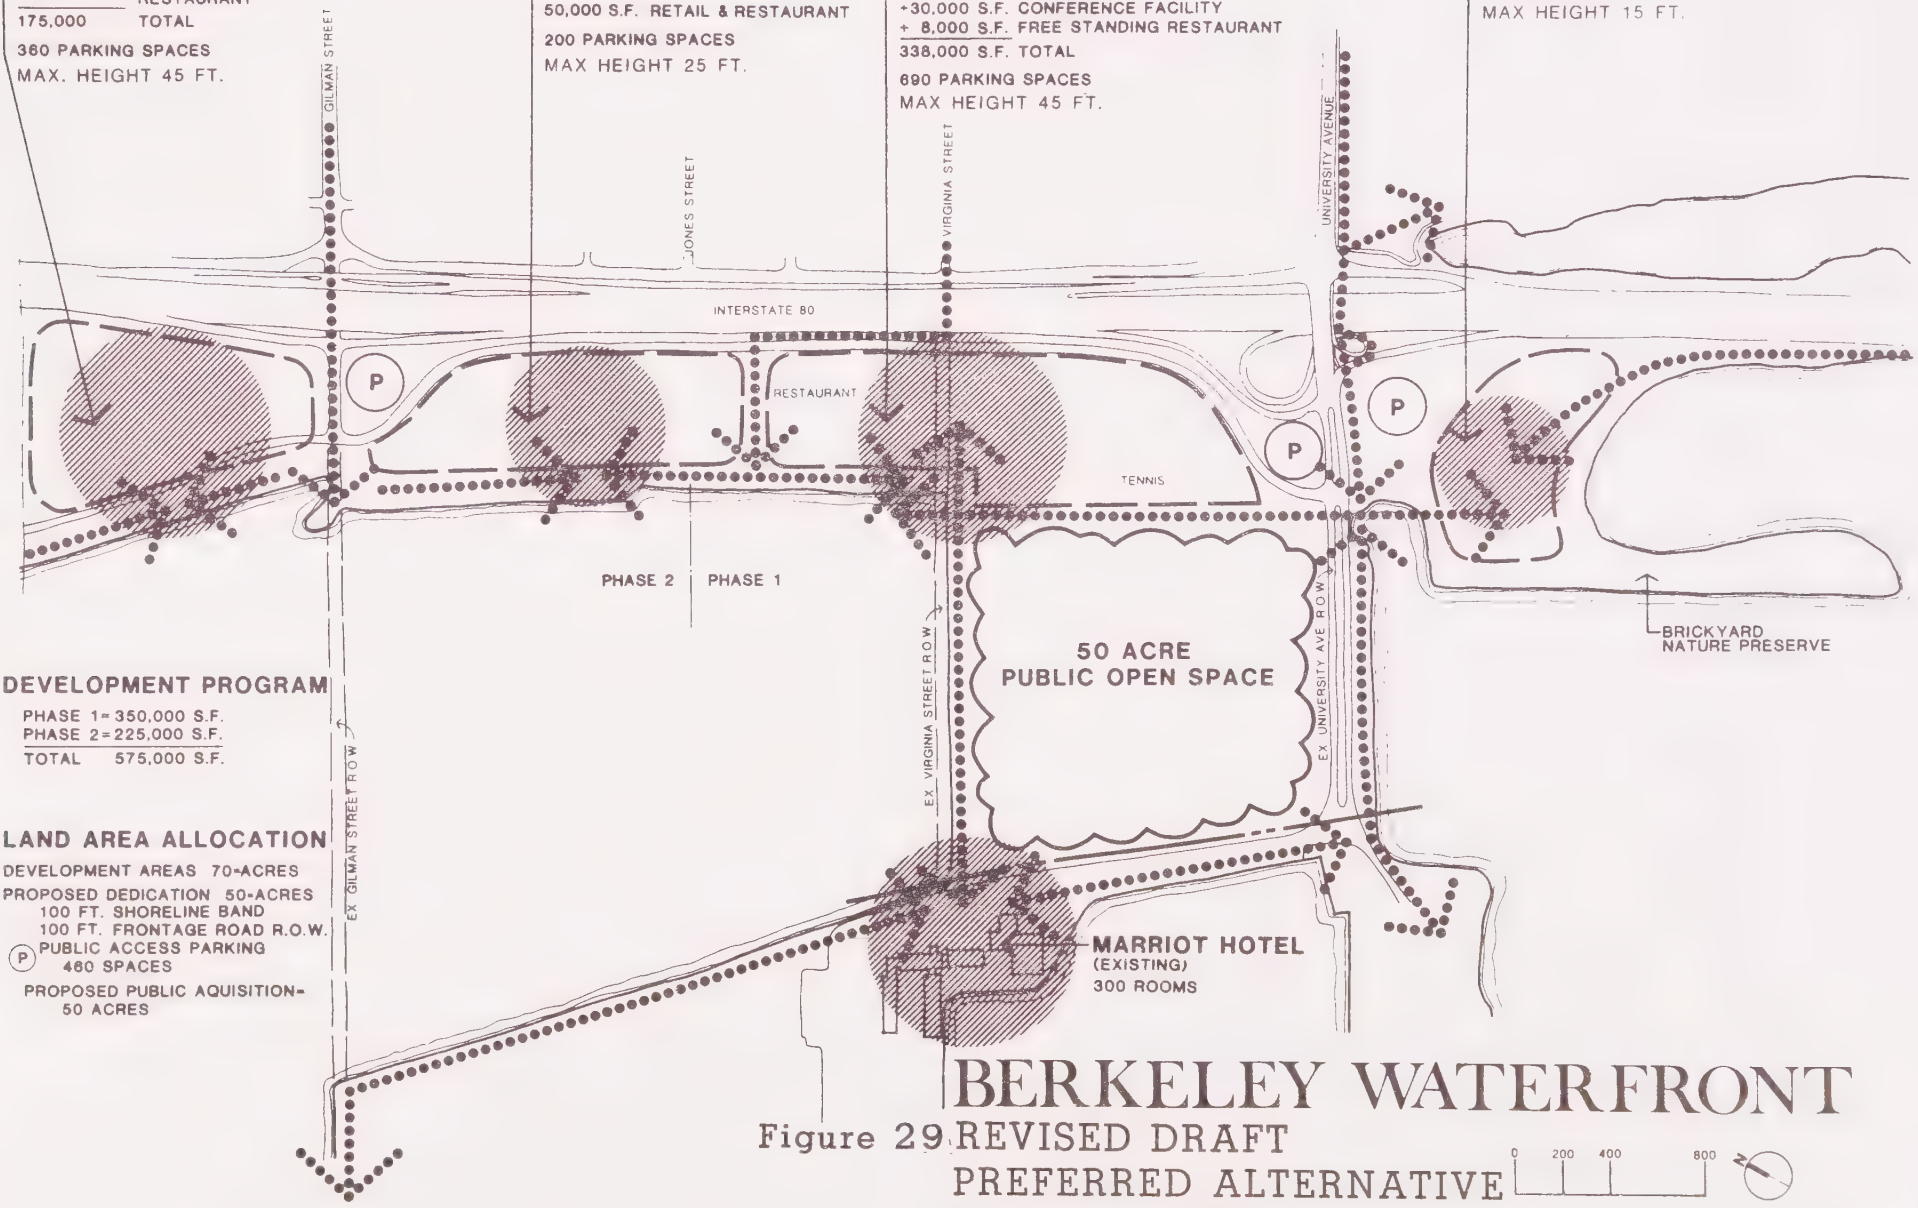 RESTAURANT
175,000 TOTAL
360 PARKING SPACES
MAX. HEIGHT 45 FT.
50,000 S.F. RETAIL & RESTAURANT
200 PARKING SPACES
MAX HEIGHT 25 FT.
+30,000 S.F. CONFERENCE FACILITY
+ 8,000 S.F. FREE STANDING RESTAURANT
338,000 S.F. TOTAL
690 PARKING SPACES
MAX HEIGHT 45 FT.
MAX HEIGHT 15 FT.
GILMAN STREET
JONES STREET
VIRGINIA STREET
UNIVERSITY AVENUE
INTERSTATE 80
P
RESTAURANT
P
P
TENNIS
PHASE 2
PHASE 1
50 ACRE
PUBLIC OPEN SPACE
BRICKYARD
NATURE PRESERVE
EX GILMAN STREET ROW
EX VIRGINIA STREET ROW
EX UNIVERSITY AVE ROW
DEVELOPMENT PROGRAM
PHASE 1=350,000 S.F.
PHASE 2=225,000 S.F.
TOTAL 575,000 S.F.
LAND AREA ALLOCATION
DEVELOPMENT AREAS 70=ACRES
PROPOSED DEDICATION 50=ACRES
100 FT. SHORELINE BAND
100 FT. FRONTAGE ROAD R.O.W.
P PUBLIC ACCESS PARKING
460 SPACES
PROPOSED PUBLIC AQUISITION=
50 ACRES
MARRIOT HOTEL
(EXISTING)
300 ROOMS
BERKELEY WATERFRONT
Figure 29 REVISED DRAFT
PREFERRED ALTERNATIVE
0 200 400 800
N